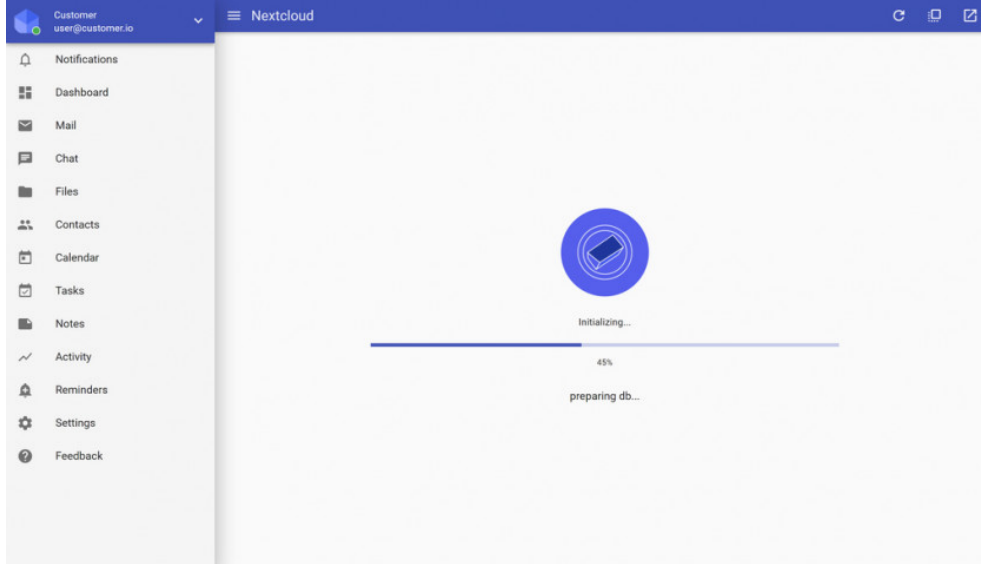 Customer
user@customer.io
Nextcloud
Notifications
Dashboard
Mail
Chat
Files
Contacts
Calendar
Tasks
Notes
Activity
Reminders
Settings
Feedback
Initializing...
45%
preparing db...